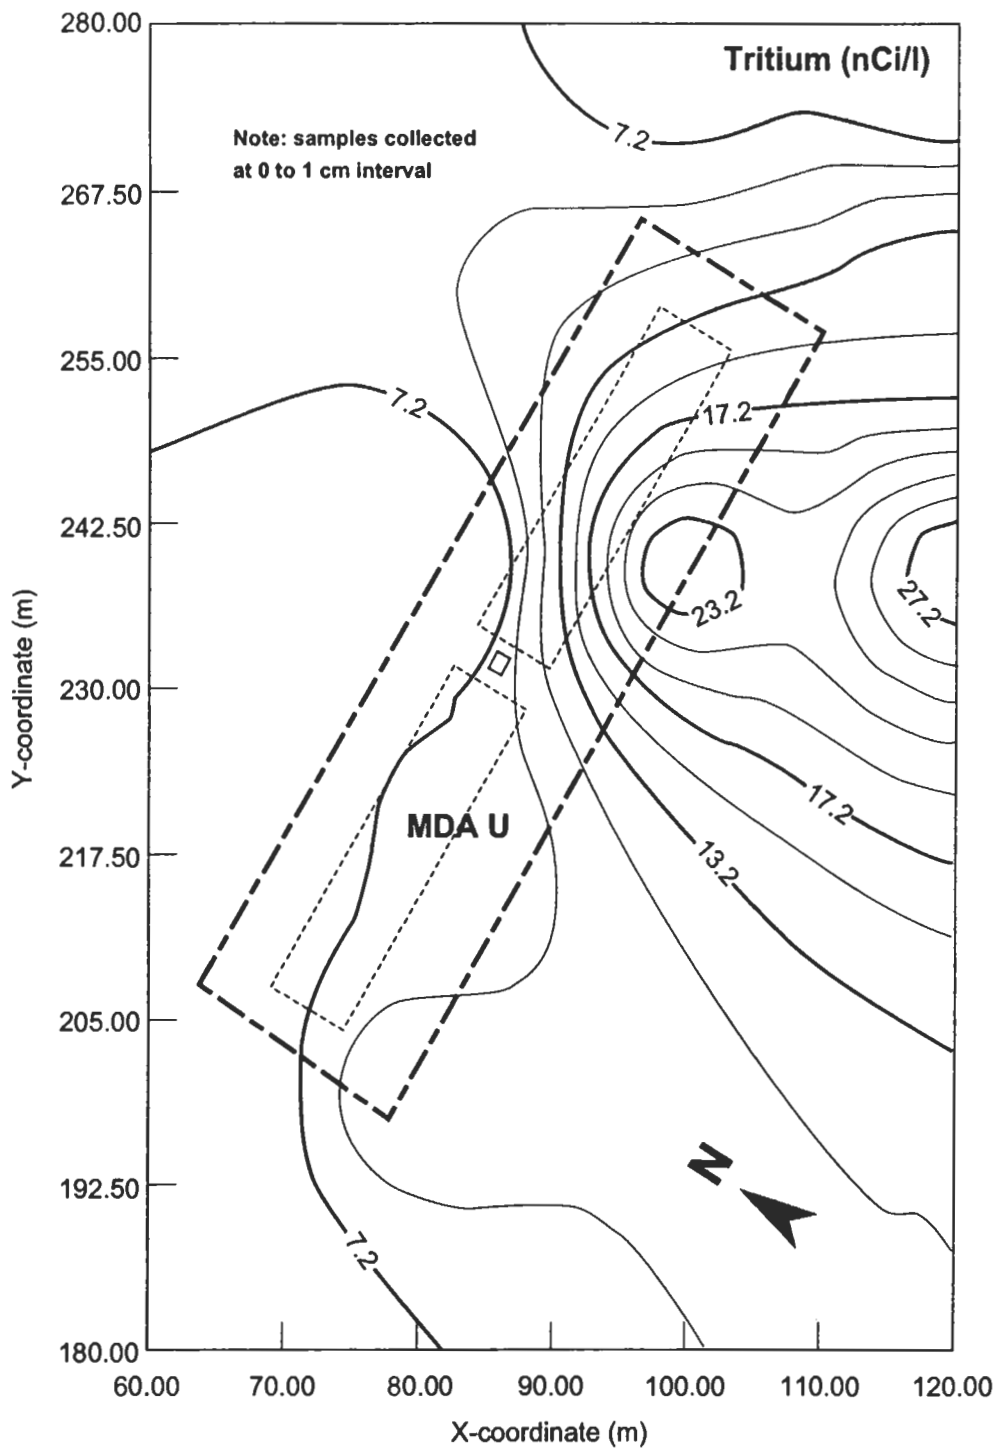 280.00
Tritium (nCi/l)
Note: samples collected
at 0 to 1 cm interval
7.2
267.50
255.00
7.2
17.2
242.50
23.2
27.2
230.00
17.2
MDA U
13.2
217.50
205.00
N
192.50
7.2
180.00
60.00 70.00 80.00 90.00 100.00 110.00 120.00
X-coordinate (m)
Y-coordinate (m)